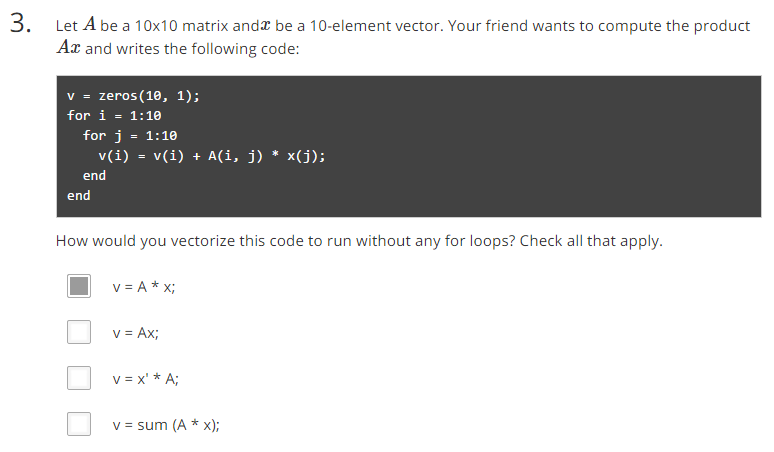 3. Let A be a 10x10 matrix andx be a 10-element vector. Your friend wants to compute the product
Ax and writes the following code:
v = zeros(10, 1);
for i = 1:10
for j = 1:10
v(i) = v(i) + A(i, j) * x(j);
end
end
How would you vectorize this code to run without any for loops? Check all that apply.
v = A * x;
v = Ax;
v = x' * A;
v = sum (A * x);